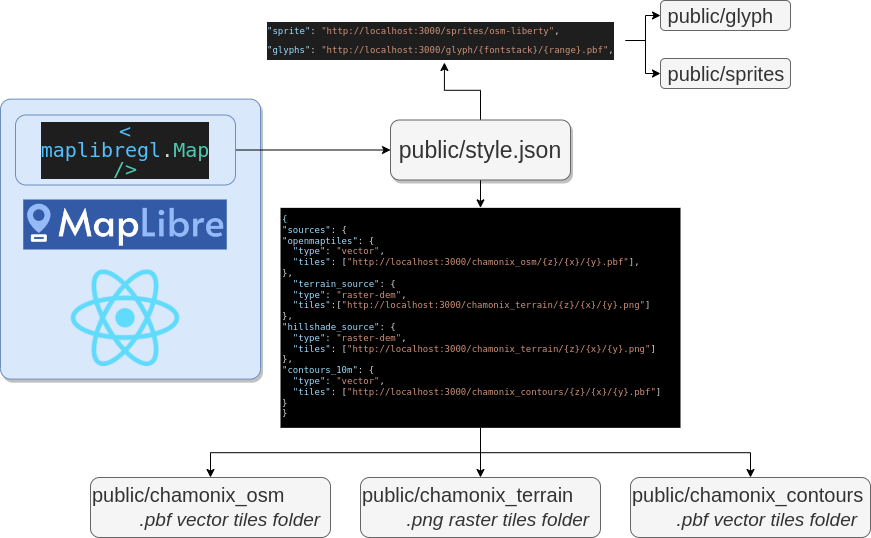 "sprite": "http://localhost:3000/sprites/osm-liberty",
"glyphs": "http://localhost:3000/glyph/{fontstack}/{range}.pbf",
public/glyph
public/sprites
<
maplibregl.Map
/>
public/style.json
MapLibre
{
"sources": {
"openmaptiles": {
"type": "vector",
"tiles": ["http://localhost:3000/chamonix_osm/{z}/{x}/{y}.pbf"],
},
"terrain_source": {
"type": "raster-dem",
"tiles":["http://localhost:3000/chamonix_terrain/{z}/{x}/{y}.png"]
},
"hillshade_source": {
"type": "raster-dem",
"tiles": ["http://localhost:3000/chamonix_terrain/{z}/{x}/{y}.png"]
},
"contours_10m": {
"type": "vector",
"tiles": ["http://localhost:3000/chamonix_contours/{z}/{x}/{y}.pbf"]
}
}
public/chamonix_osm
.pbf vector tiles folder
public/chamonix_terrain
.png raster tiles folder
public/chamonix_contours
.pbf vector tiles folder